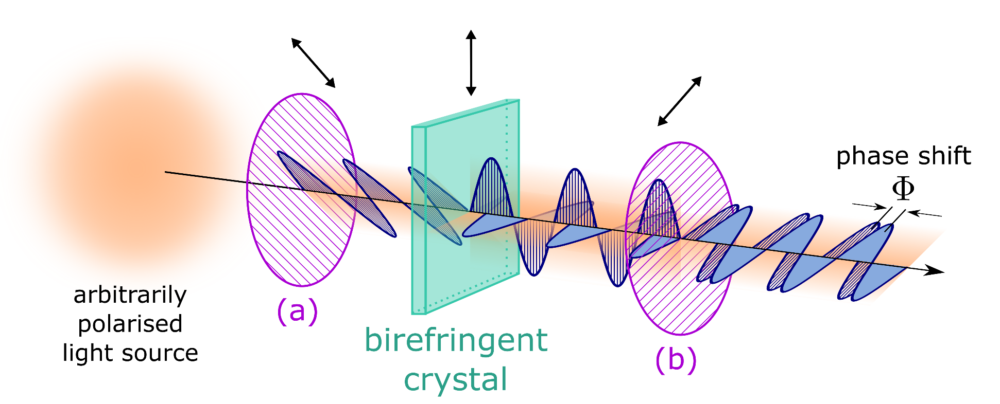 arbitrarily
polarised
light source
(a)
birefringent
crystal
(b)
phase shift
Φ